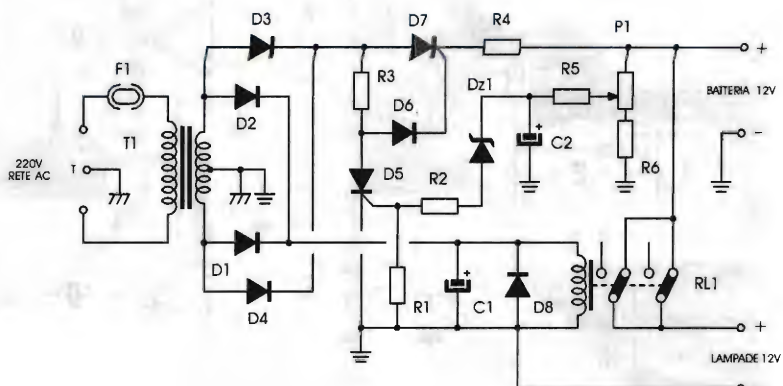 D3
D7
R4
P1
F1
R3
R5
+
D2
Dz1
BATTERIA 12V
T1
D6
+
C2
-
220V
RETE AC
T
D5
R2
R6
D1
+
RL1
R1
C1
D8
+
D4
LAMPADE 12V